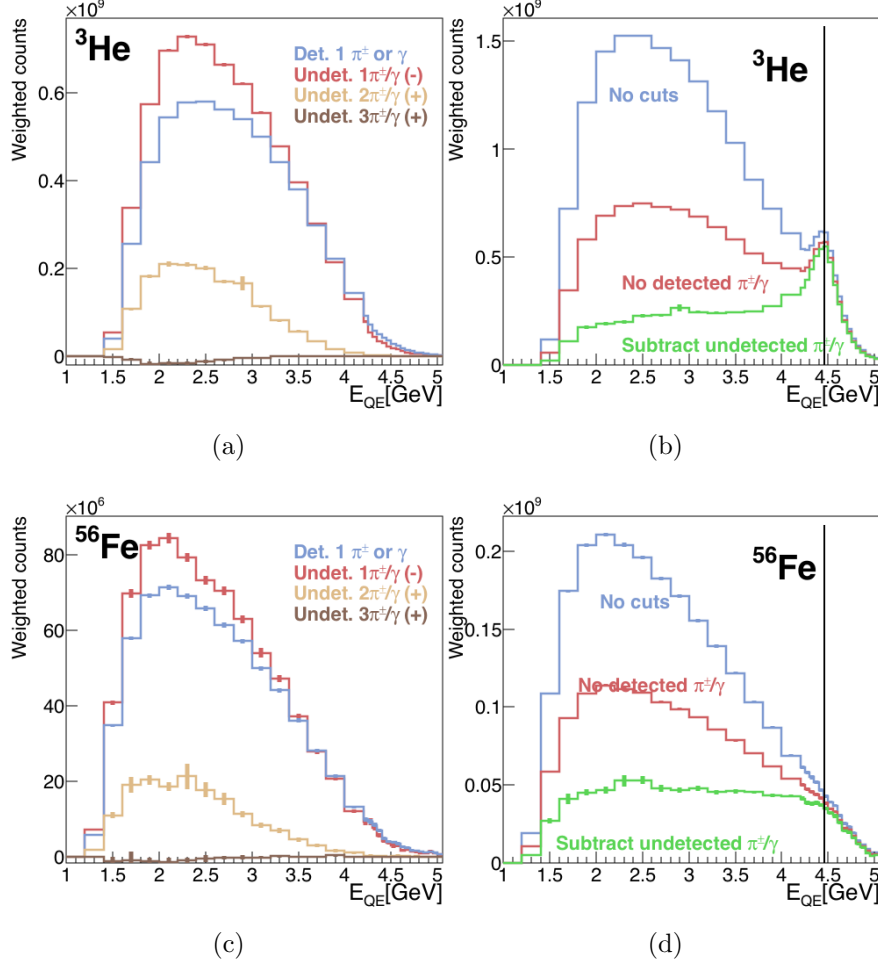 ×10⁹
³He
Det. 1 π± or γ
Undet. 1π±/γ (-)
Undet. 2π±/γ (+)
Undet. 3π±/γ (+)
Weighted counts
0.6
0.4
0.2
0
1 1.5 2 2.5 3 3.5 4 4.5 5
E_QE[GeV]
(a)
×10⁹
³He
No cuts
No detected π±/γ
Subtract undetected π±/γ
Weighted counts
1.5
1
0.5
0
1 1.5 2 2.5 3 3.5 4 4.5 5
E_QE[GeV]
(b)
×10⁶
⁵⁶Fe
Det. 1 π± or γ
Undet. 1π±/γ (-)
Undet. 2π±/γ (+)
Undet. 3π±/γ (+)
Weighted counts
80
60
40
20
0
1 1.5 2 2.5 3 3.5 4 4.5 5
E_QE[GeV]
(c)
×10⁹
⁵⁶Fe
No cuts
No detected π±/γ
Subtract undetected π±/γ
Weighted counts
0.2
0.15
0.1
0.05
0
1 1.5 2 2.5 3 3.5 4 4.5 5
E_QE[GeV]
(d)